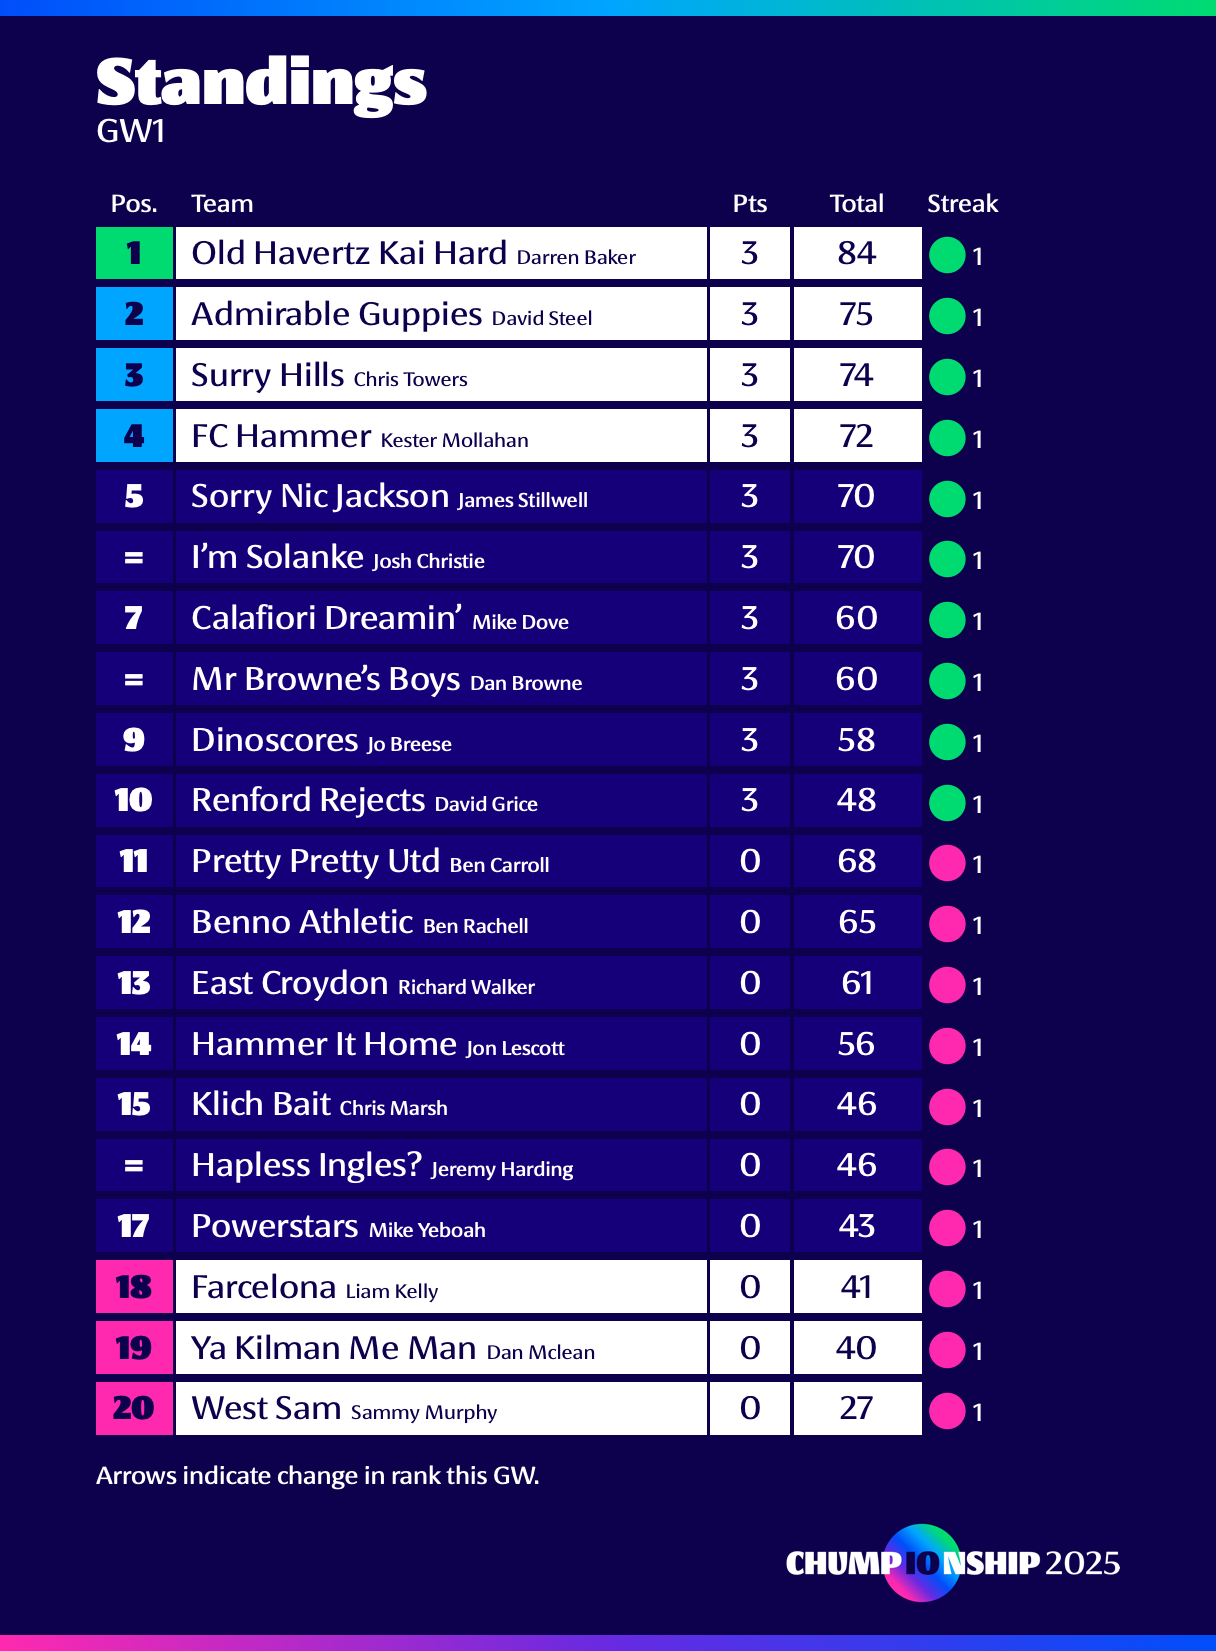 Standings
GW1
Pos. Team Pts Total Streak
1 Old Havertz Kai Hard Darren Baker 3 84 1
2 Admirable Guppies David Steel 3 75 1
3 Surry Hills Chris Towers 3 74 1
4 FC Hammer Kester Mollahan 3 72 1
5 Sorry Nic Jackson James Stillwell 3 70 1
= I’m Solanke Josh Christie 3 70 1
7 Calafiori Dreamin’ Mike Dove 3 60 1
= Mr Browne’s Boys Dan Browne 3 60 1
9 Dinoscores Jo Breese 3 58 1
10 Renford Rejects David Grice 3 48 1
11 Pretty Pretty Utd Ben Carroll 0 68 1
12 Benno Athletic Ben Rachell 0 65 1
13 East Croydon Richard Walker 0 61 1
14 Hammer It Home Jon Lescott 0 56 1
15 Klich Bait Chris Marsh 0 46 1
= Hapless Ingles? Jeremy Harding 0 46 1
17 Powerstars Mike Yeboah 0 43 1
18 Farcelona Liam Kelly 0 41 1
19 Ya Kilman Me Man Dan Mclean 0 40 1
20 West Sam Sammy Murphy 0 27 1
Arrows indicate change in rank this GW.
CHUMPIONSHIP 2025